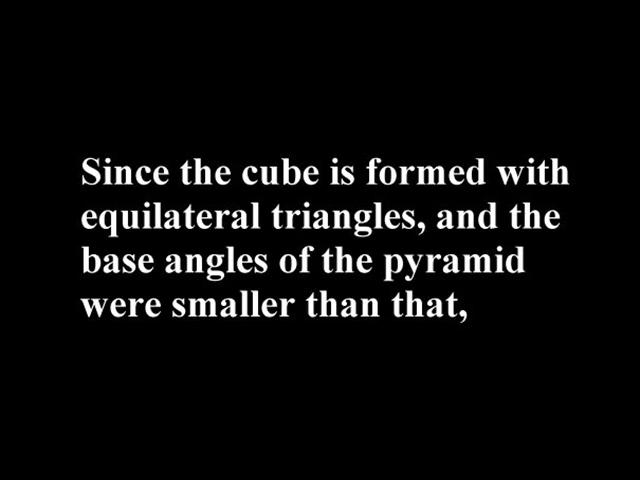 Since the cube is formed with
equilateral triangles, and the
base angles of the pyramid
were smaller than that,